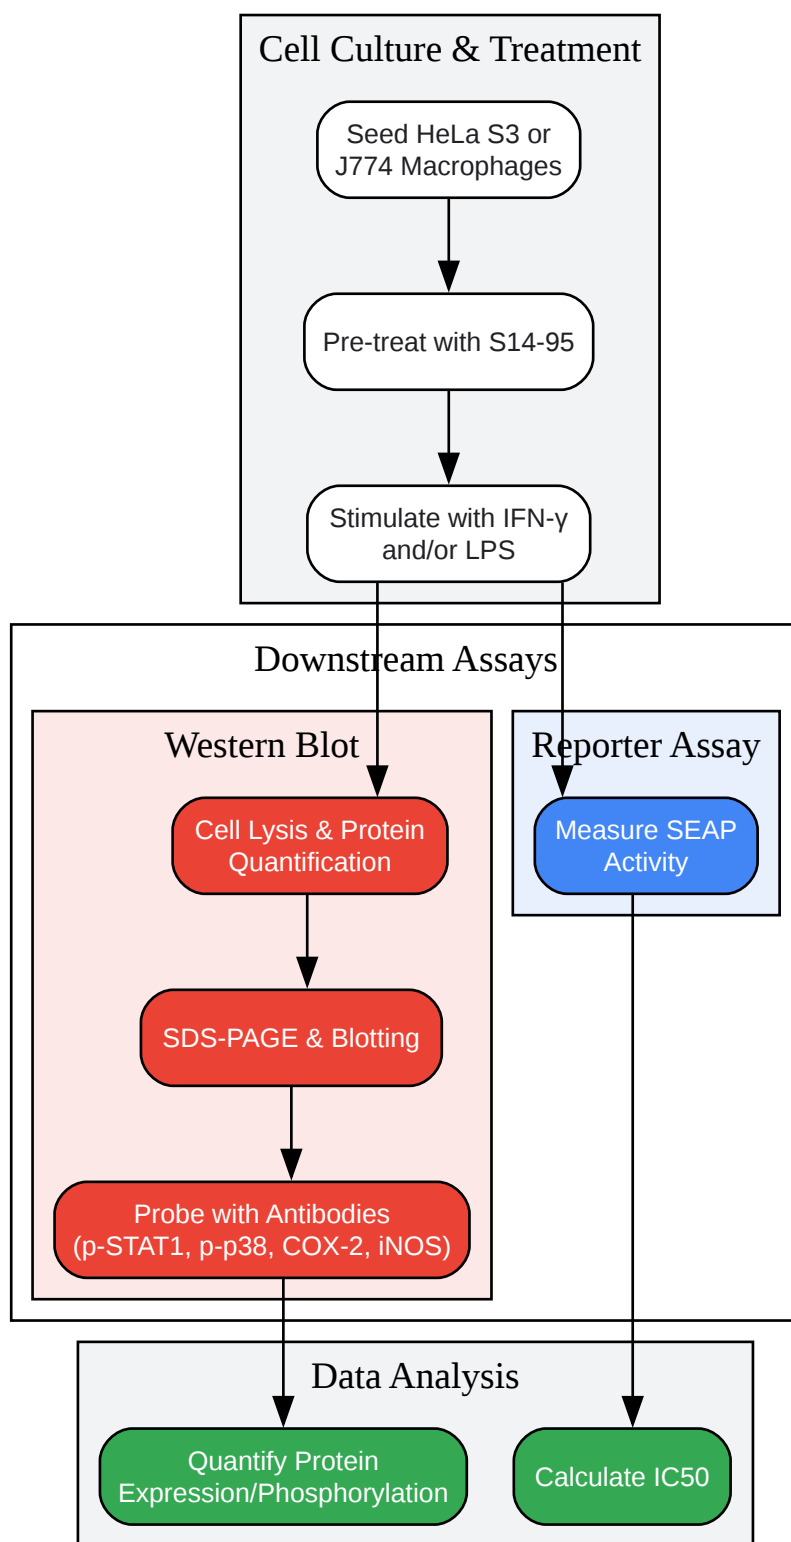 Cell Culture & Treatment
Seed HeLa S3 or
J774 Macrophages
Pre-treat with S14-95
Stimulate with IFN-γ
and/or LPS
Downstream Assays
Western Blot
Cell Lysis & Protein
Quantification
SDS-PAGE & Blotting
Probe with Antibodies
(p-STAT1, p-p38, COX-2, iNOS)
Reporter Assay
Measure SEAP
Activity
Data Analysis
Quantify Protein
Expression/Phosphorylation
Calculate IC50